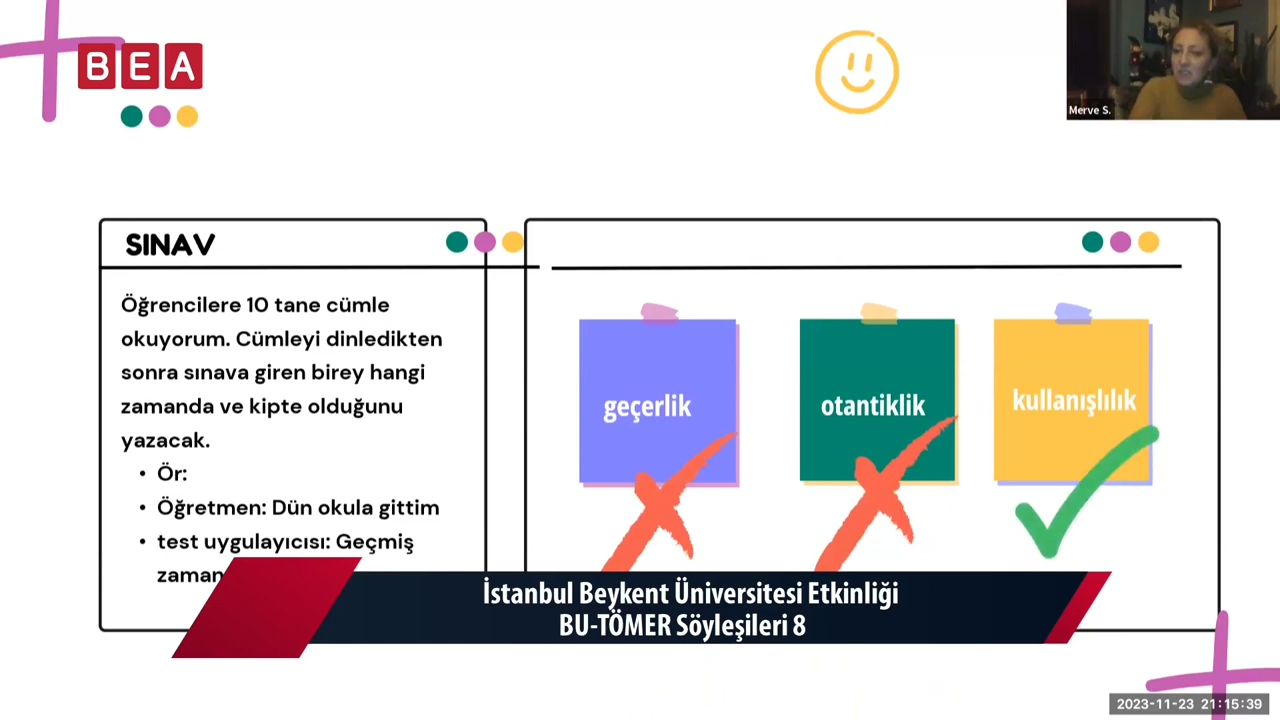 BEA
Merve S.
SINAV
Öğrencilere 10 tane cümle
okuyorum. Cümleyi dinledikten
sonra sınava giren birey hangi
zamanda ve kipte olduğunu
yazacak.
• Ör:
• Öğretmen: Dün okula gittim
• test uygulayıcısı: Geçmiş
zaman
geçerlik
otantiklik
kullanışlılık
İstanbul Beykent Üniversitesi Etkinliği
BU-TÖMER Söyleşileri 8
2023-11-23 21:15:39